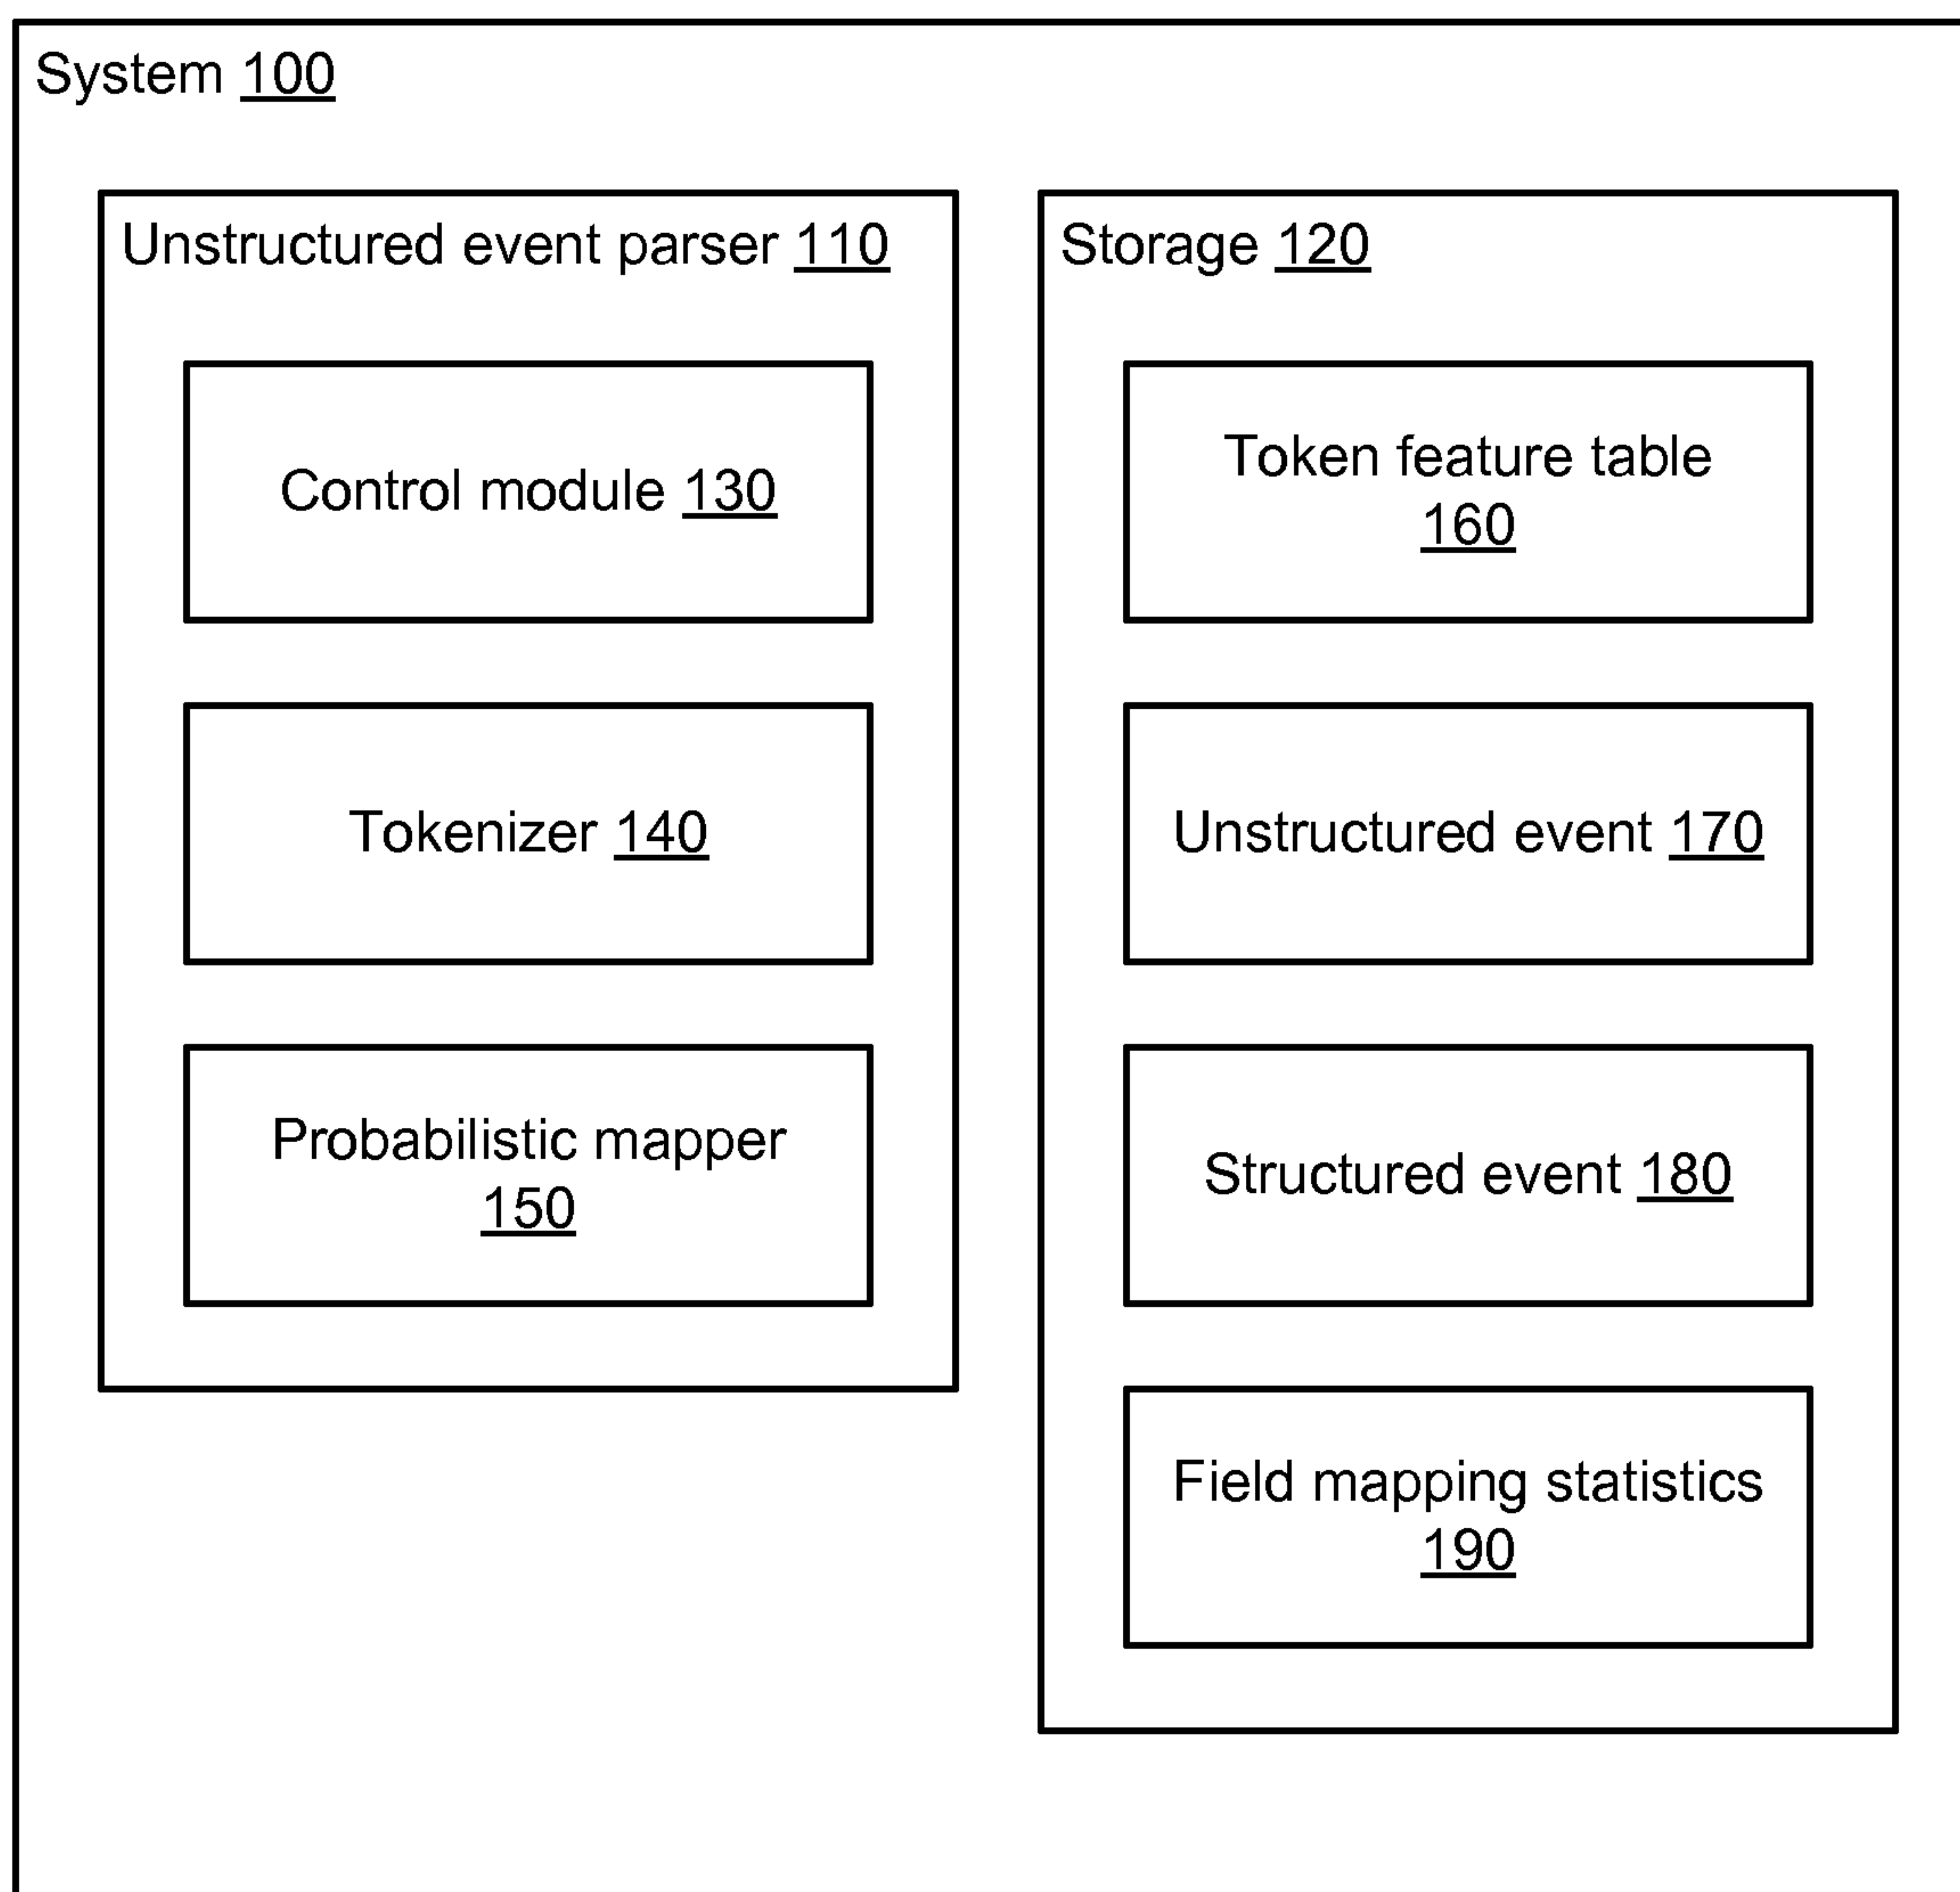 System 100
Unstructured event parser 110
Control module 130
Tokenizer 140
Probabilistic mapper
150
Storage 120
Token feature table
160
Unstructured event 170
Structured event 180
Field mapping statistics
190